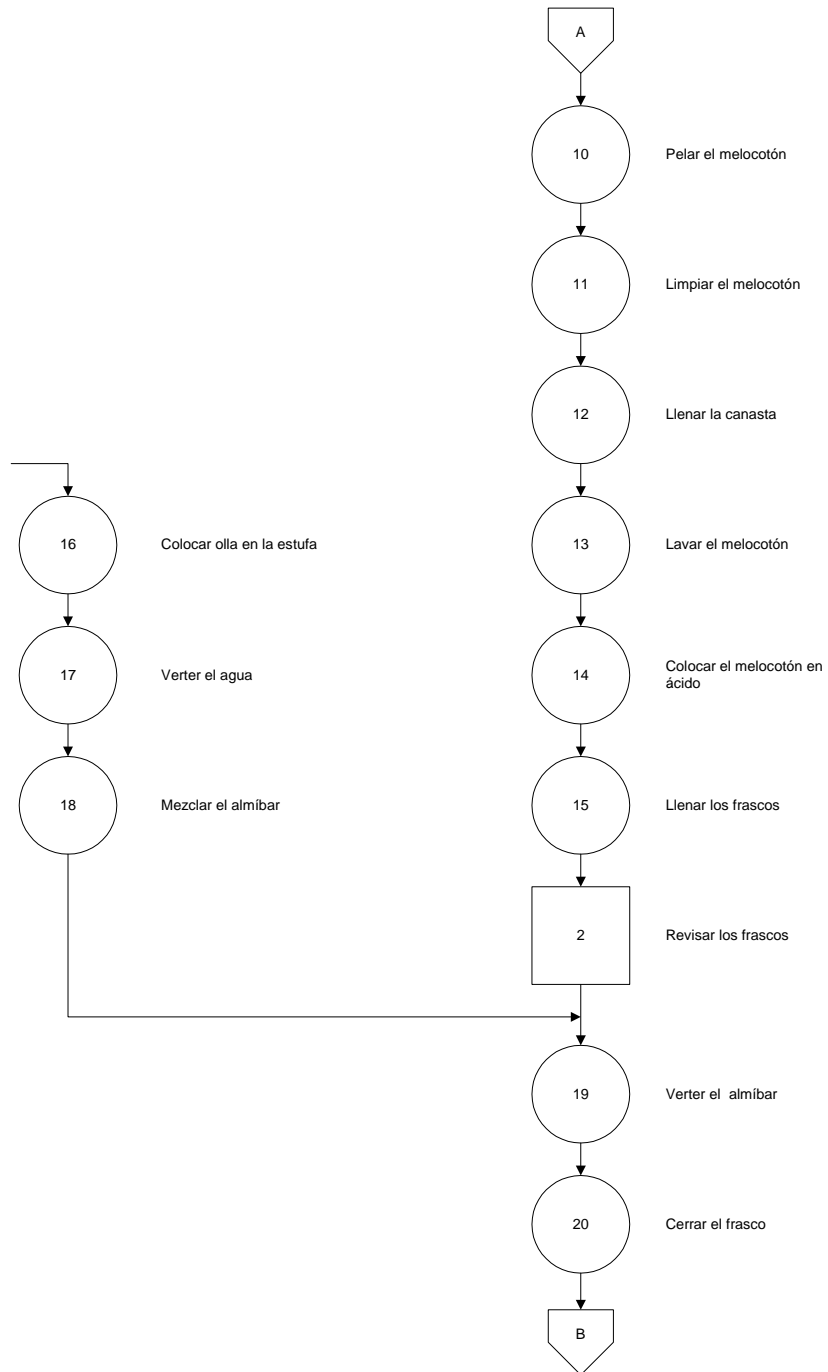 A
10
Pelar el melocotón
11
Limpiar el melocotón
12
Llenar la canasta
16
Colocar olla en la estufa
13
Lavar el melocotón
17
Verter el agua
14
Colocar el melocotón en
ácido
18
Mezclar el almíbar
15
Llenar los frascos
2
Revisar los frascos
19
Verter el  almíbar
20
Cerrar el frasco
B